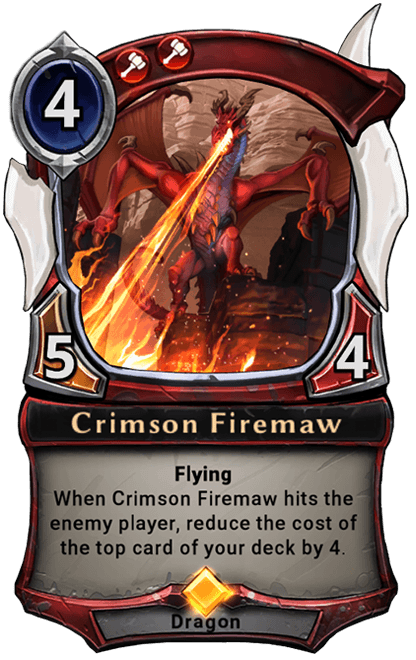 4
5
4
Crimson Firemaw
Flying
When Crimson Firemaw hits the
enemy player, reduce the cost of
the top card of your deck by 4.
Dragon